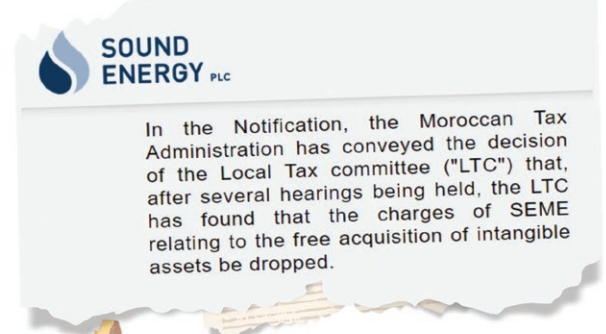 SOUND
ENERGY PLC
In the Notification, the Moroccan Tax
Administration has conveyed the decision
of the Local Tax committee ("LTC") that,
after several hearings being held, the LTC
has found that the charges of SEME
relating to the free acquisition of intangible
assets be dropped.